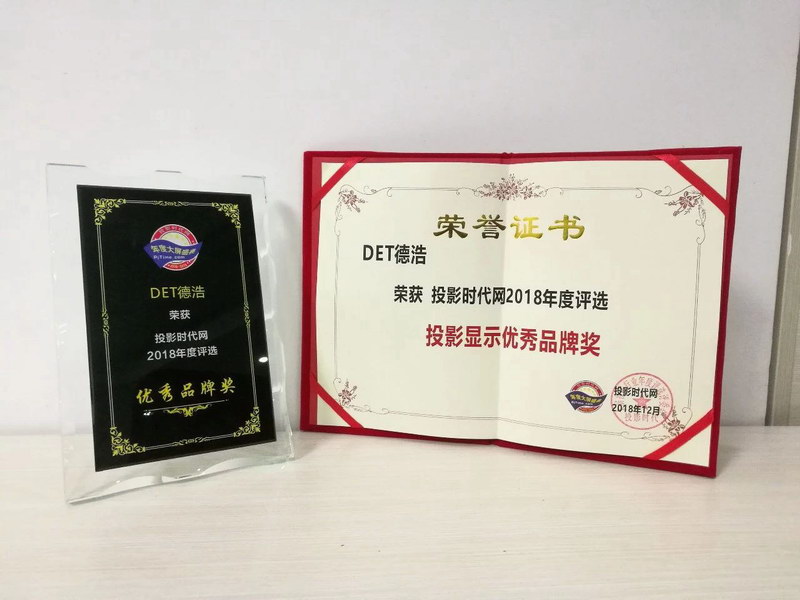 DET德浩
荣获
投影时代网
2018年度评选
优秀品牌奖
荣誉证书
DET德浩
荣获 投影时代网2018年度评选
投影显示优秀品牌奖
投影时代网
2018年12月